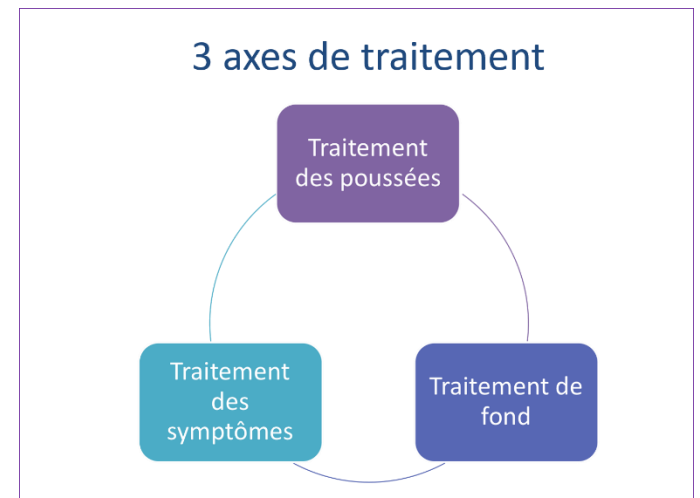 3 axes de traitement
Traitement
des poussées
Traitement
des
symptômes
Traitement de
fond